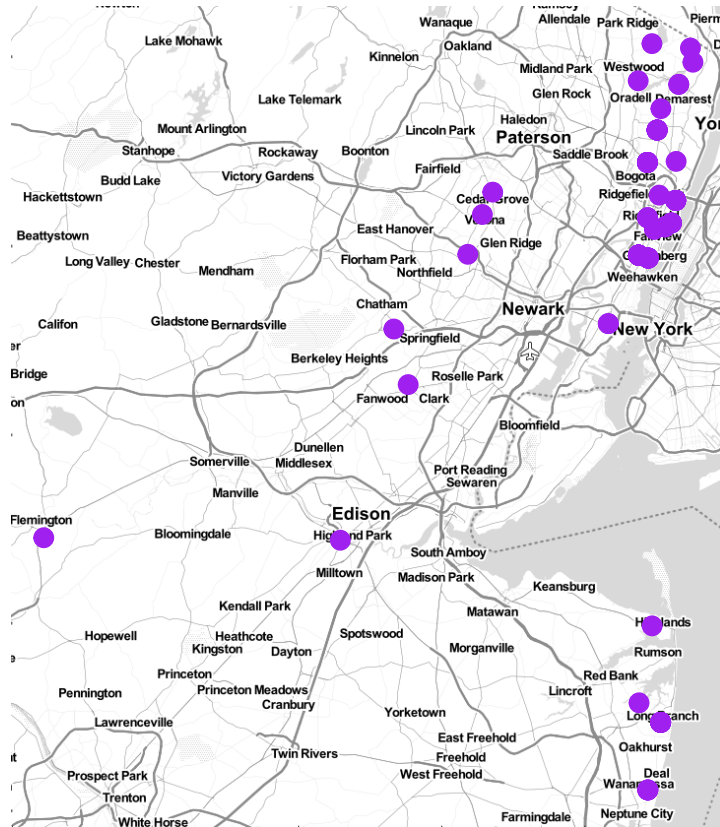 Wanaque
Allendale
Park Ridge
Lake Mohawk
Oakland
Kinnelon
Midland Park
Westwood
Glen Rock
Oradell
Demarest
Lake Telemark
Haledon
Mount Arlington
Lincoln Park
Paterson
Stanhope
Rockaway
Boonton
Saddle Brook
Fairfield
Budd Lake
Victory Gardens
Bogota
Hackettstown
East Hanover
Beattystown
Glen Ridge
Long Valley
Chester
Florham Park
Mendham
Northfield
Weehawken
Chatham
Newark
Califon
Gladstone
Bernardsville
New York
Springfield
Berkeley Heights
Bridge
Roselle Park
Fanwood
Clark
Bloomfield
Dunellen
Somerville
Middlesex
Port Reading
Sewaren
Manville
Edison
Flemington
Bloomingdale
South Amboy
Milltown
Madison Park
Keansburg
Kendall Park
Matawan
Hopewell
Heathcote
Spotswood
Kingston
Dayton
Morganville
Rumson
Princeton
Red Bank
Pennington
Princeton Meadows
Lincroft
Cranbury
Yorketown
Lawrenceville
East Freehold
Oakhurst
Twin Rivers
Freehold
Prospect Park
West Freehold
Deal
Trenton
White Horse
Farmingdale
Neptune City